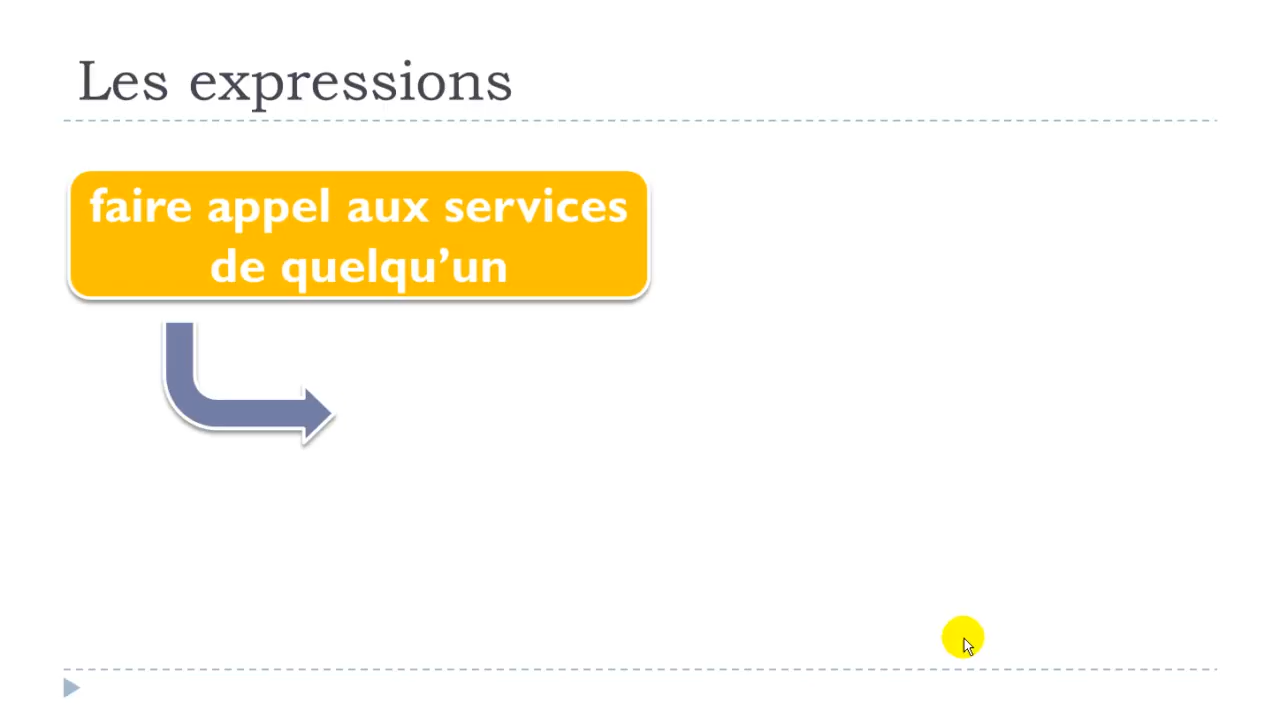 Les expressions
faire appel aux services
de quelqu’un